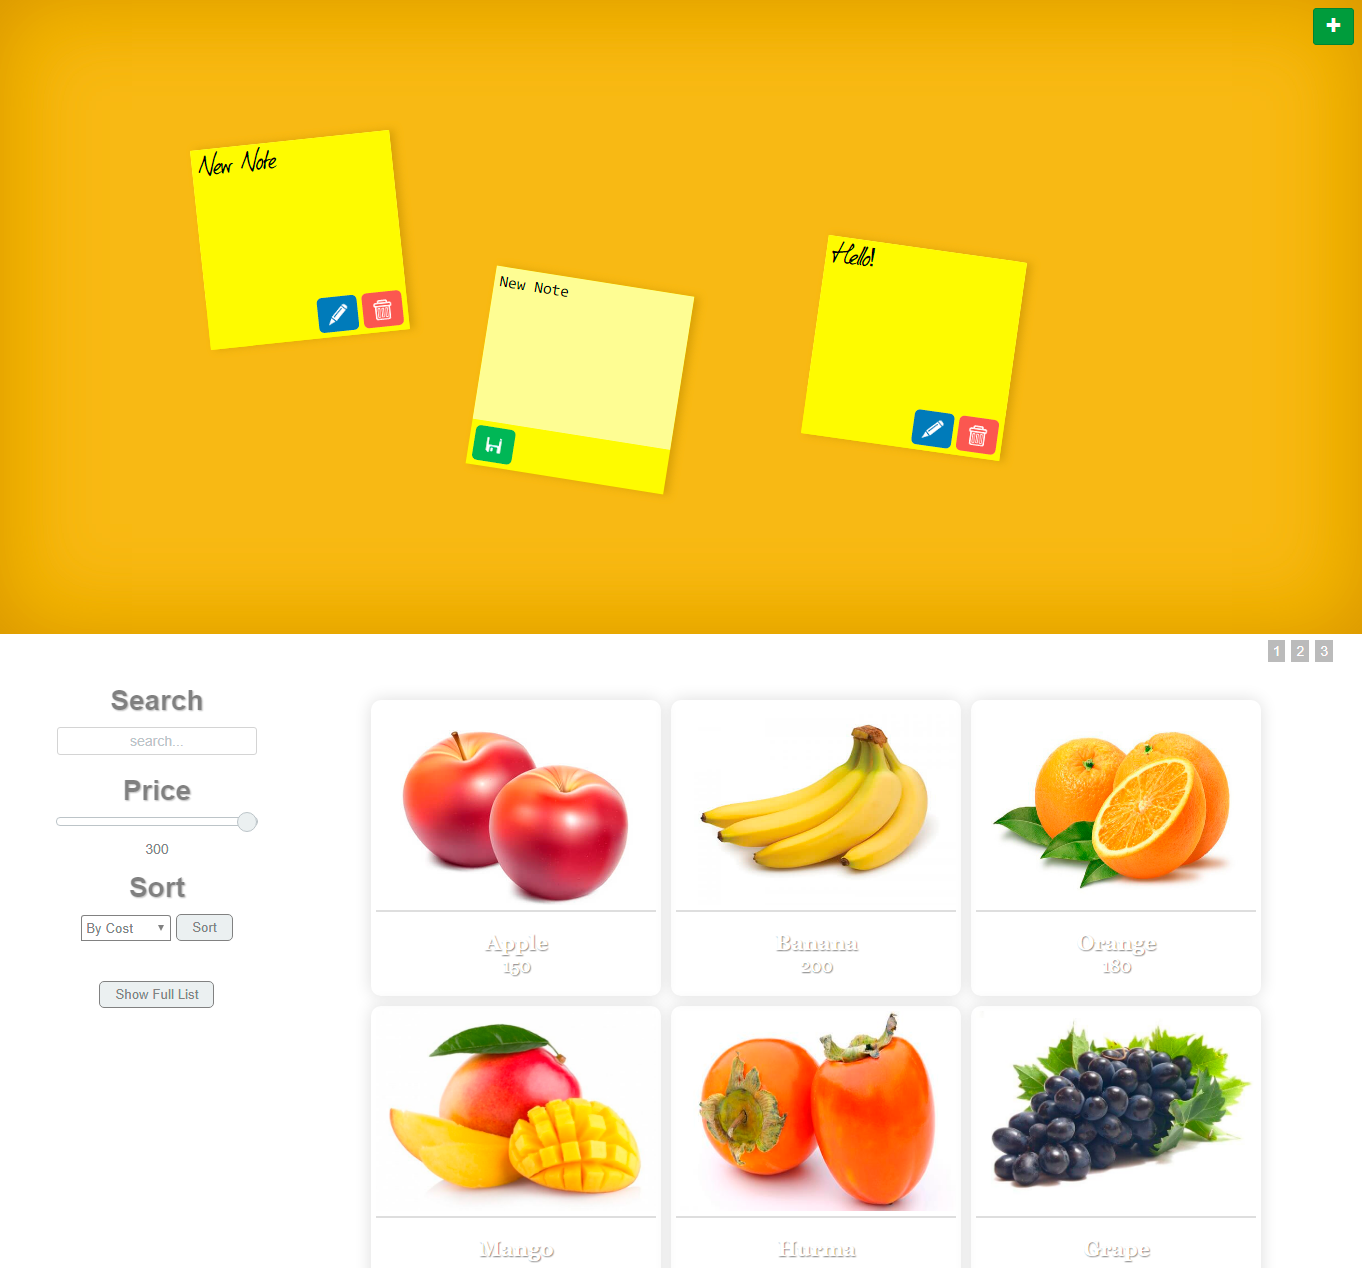 New Note
New Note
Hello!
1 2 3
Search
search...
Price
300
Sort
By Cost Sort
Show Full List
Apple
150
Banana
200
Orange
180
Mango
Hurma
Grape